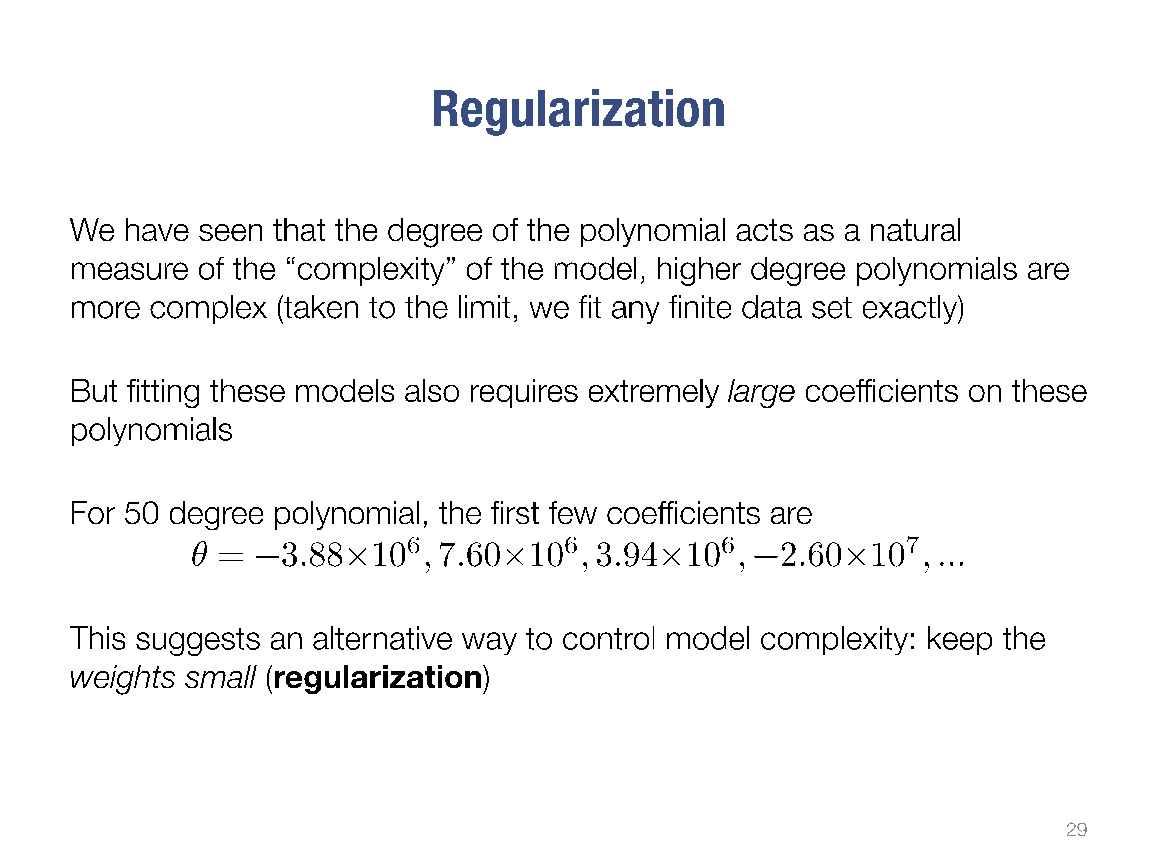 Regularization
We have seen that the degree of the polynomial acts as a natural
measure of the “complexity” of the model, higher degree polynomials are
more complex (taken to the limit, we fit any finite data set exactly)
But fitting these models also requires extremely large coefficients on these
polynomials
For 50 degree polynomial, the first few coefficients are
θ = −3.88×10⁶, 7.60×10⁶, 3.94×10⁶, −2.60×10⁷, ...
This suggests an alternative way to control model complexity: keep the
weights small (regularization)
29